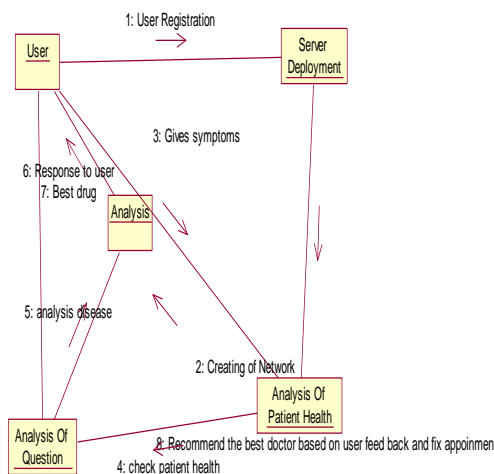 1: User Registration
User
Server
Deployment
3: Gives symptoms
6: Response to user
7: Best drug
Analysis
5: analysis disease
2: Creating of Network
Analysis Of
Patient Health
Analysis Of
Question
8: Recommend the best doctor based on user feed back and fix appoinmen
4: check patient health